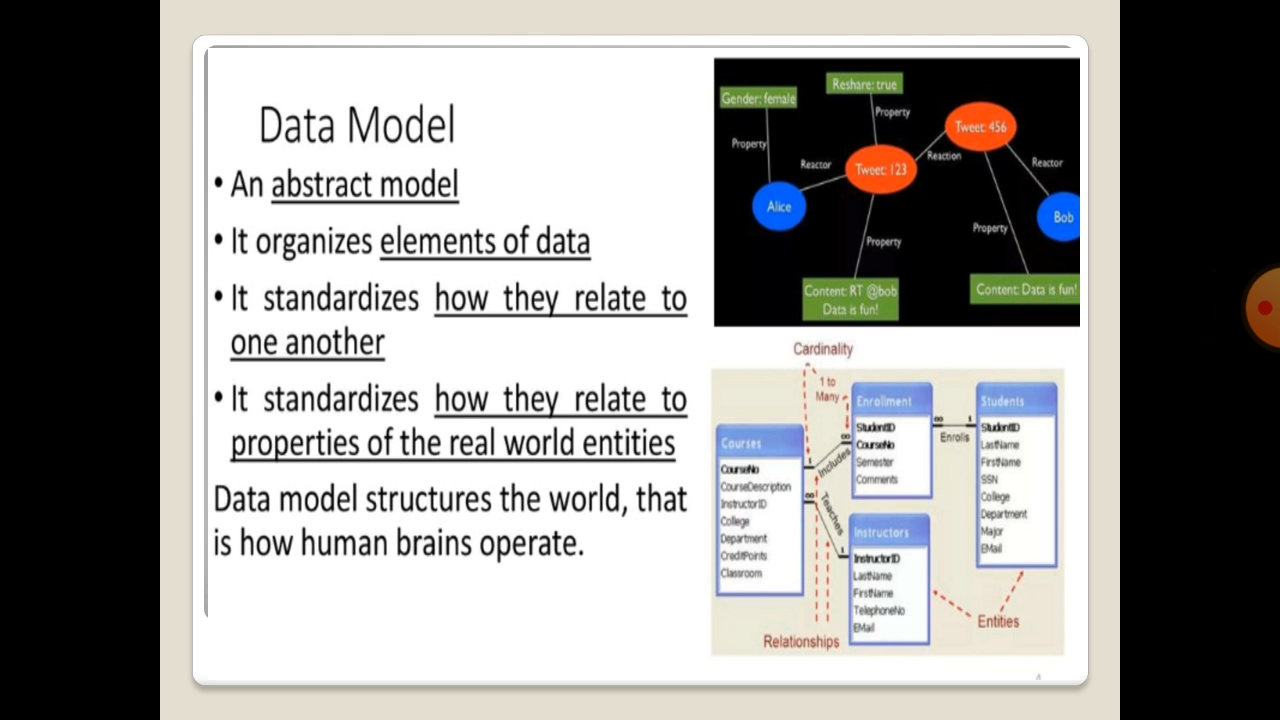 Data Model
• An abstract model
• It organizes elements of data
• It standardizes how they relate to
one another
• It standardizes how they relate to
properties of the real world entities
Data model structures the world, that
is how human brains operate.
Gender: female
Reshare: true
Property
Property
Tweet: 456
Reactor
Reaction
Reactor
Tweet: 123
Alice
Bob
Property
Property
Content: RT @bob
Data is fun!
Content: Data is fun!
Cardinality
1 to
Many
Courses
CourseNo
CourseDescription
InstructorID
College
Department
CreditPoints
Classroom
1
∞
∞
Includes
Teaches
1
Enrollment
StudentID
CourseNo
Semester
Comments
∞
1
Enrolls
Students
StudentID
LastName
FirstName
SSN
College
Department
Major
EMail
Instructors
InstructorID
LastName
FirstName
TelephoneNo
EMail
Relationships
Entities